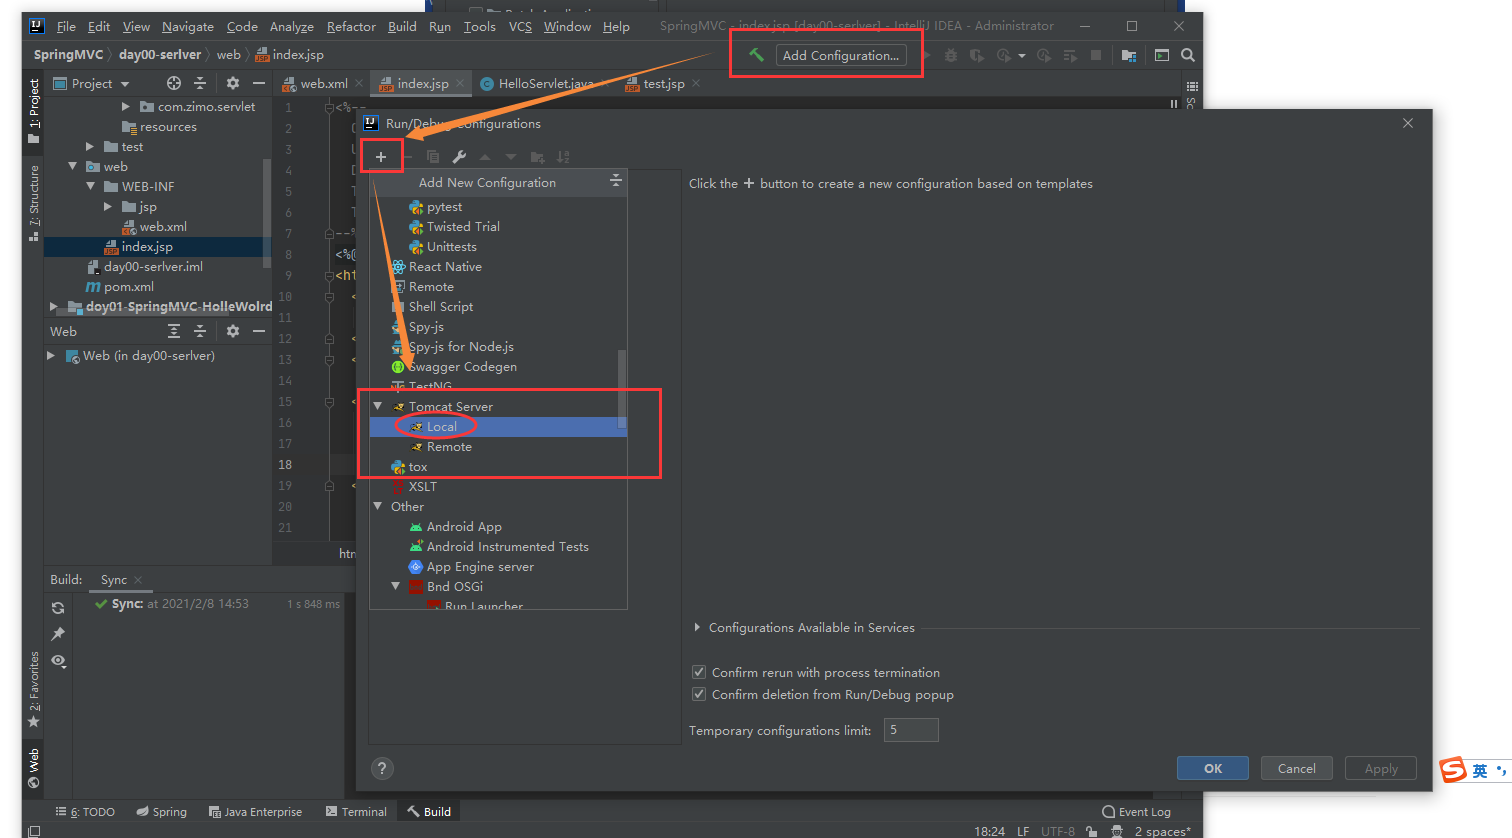 File Edit View Navigate Code Analyze Refactor Build Run Tools VCS Window Help SpringMVC - index.jsp [day00-serlver] - IntelliJ IDEA - Administrator
SpringMVC day00-serlver web index.jsp Add Configuration...
Project web.xml index.jsp HelloServlet.java test.jsp
1: Project
7: Structure
2: Favorites
Web
com.zimo.servlet
resources
test
web
WEB-INF
jsp
web.xml
index.jsp
day00-serlver.iml
pom.xml
doy01-SpringMVC-HolleWolrd
Web
Web (in day00-serlver)
1 <%--
2
3
4
5
6
7 --%
8 <%@
9 <ht
10 <
11
12 <
13 <
14
15 <
16
17
18
19 <
20
21
Run/Debug Configurations
Add New Configuration
pytest
Twisted Trial
Unittests
React Native
Remote
Shell Script
Spy-js
Spy-js for Node.js
Swagger Codegen
TestNG
Tomcat Server
Local
Remote
tox
XSLT
Other
Android App
Android Instrumented Tests
App Engine server
Bnd OSGi
Run Launcher
Click the + button to create a new configuration based on templates
Configurations Available in Services
Confirm rerun with process termination
Confirm deletion from Run/Debug popup
Temporary configurations limit: 5
? OK Cancel Apply
Build: Sync
Sync: at 2021/2/8 14:53 1 s 848 ms
6: TODO Spring Java Enterprise Terminal Build Event Log
18:24 LF UTF-8 2 spaces*
英